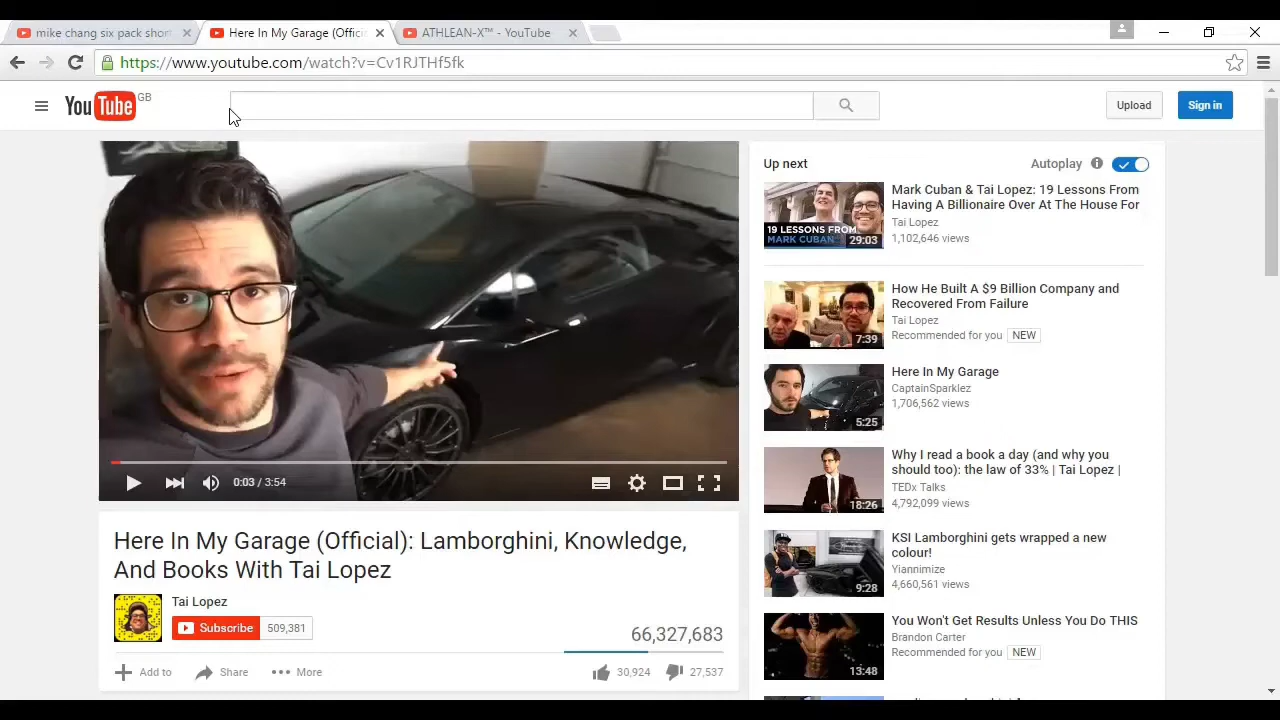 mike chang six pack short
Here In My Garage (Offici
ATHLEAN-X™ - YouTube
https://www.youtube.com/watch?v=Cv1RJTHf5fk
YouTube GB
Upload
Sign in
Up next
Autoplay
Mark Cuban & Tai Lopez: 19 Lessons From
Having A Billionaire Over At The House For
Tai Lopez
1,102,646 views
19 LESSONS FROM
MARK CUBAN
29:03
How He Built A $9 Billion Company and
Recovered From Failure
Tai Lopez
Recommended for you NEW
7:39
Here In My Garage
CaptainSparklez
1,706,562 views
5:25
Why I read a book a day (and why you
should too): the law of 33% | Tai Lopez |
TEDx Talks
4,792,099 views
18:26
KSI Lamborghini gets wrapped a new
colour!
Yiannimize
4,660,561 views
9:28
You Won't Get Results Unless You Do THIS
Brandon Carter
Recommended for you NEW
13:48
0:03 / 3:54
Here In My Garage (Official): Lamborghini, Knowledge,
And Books With Tai Lopez
Tai Lopez
Subscribe 509,381
66,327,683
Add to Share More
30,924 27,537